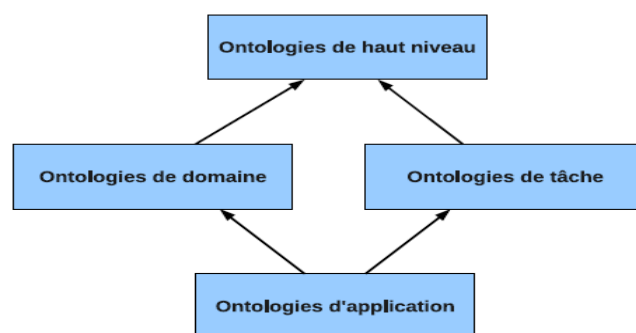 Ontologies de haut niveau
Ontologies de domaine
Ontologies de tâche
Ontologies d'application